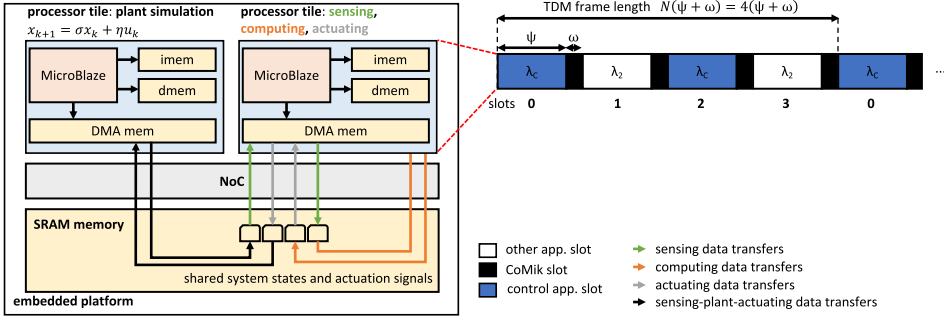 processor tile: plant simulation
x_{k+1} = σx_k + ηu_k
MicroBlaze
imem
dmem
DMA mem
processor tile: sensing,
computing, actuating
MicroBlaze
imem
dmem
DMA mem
NoC
SRAM memory
shared system states and actuation signals
embedded platform
TDM frame length N(ψ + ω) = 4(ψ + ω)
ψ
ω
λ_C λ_2 λ_C λ_2 λ_C ...
slots 0 1 2 3 0
other app. slot
CoMik slot
control app. slot
sensing data transfers
computing data transfers
actuating data transfers
sensing-plant-actuating data transfers